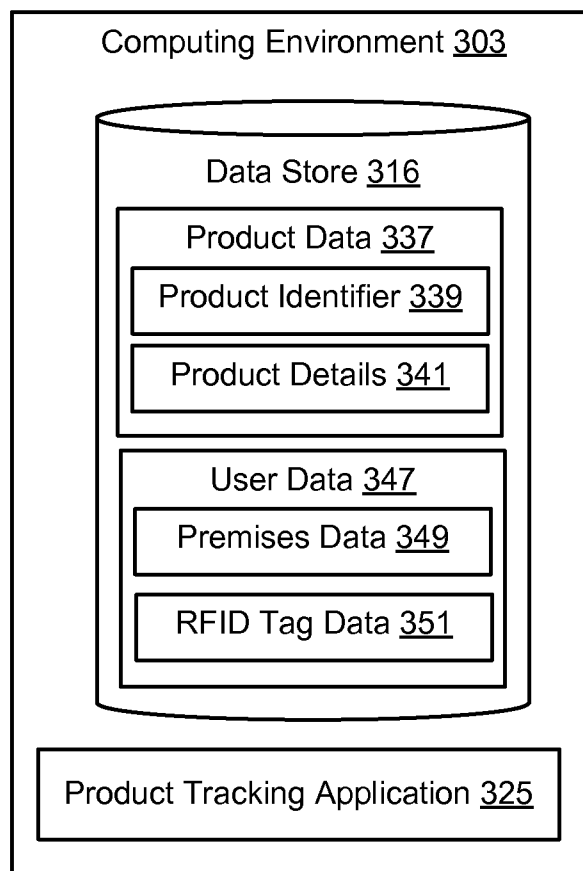 Computing Environment 303
Data Store 316
Product Data 337
Product Identifier 339
Product Details 341
User Data 347
Premises Data 349
RFID Tag Data 351
Product Tracking Application 325